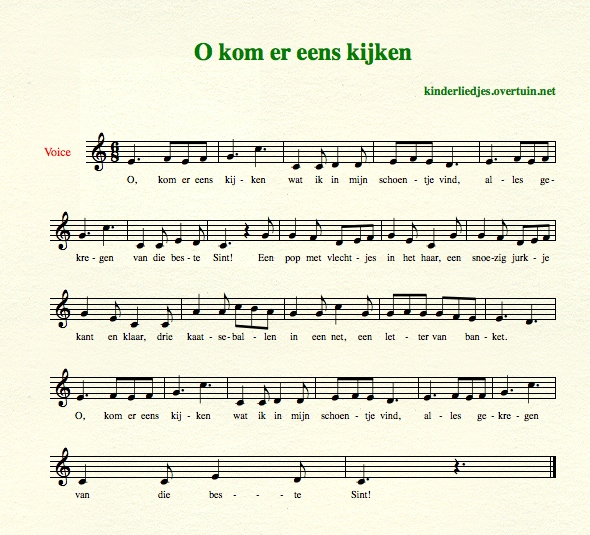 O kom er eens kijken
kinderliedjes.overtuin.net
Voice
O, kom er eens kij - ken wat ik in mijn schoen - tje vind, al - les ge -
kre - gen van die bes - te Sint! Een pop met vlecht - jes in het haar, een snoe-zig jurk - je
kant en klaar, drie kaat - se - bal - len in een net, een let - ter van ban - ket.
O, kom er eens kij - ken wat ik in mijn schoen - tje vind, al - les ge - kre - gen
van die bes - - - te Sint!